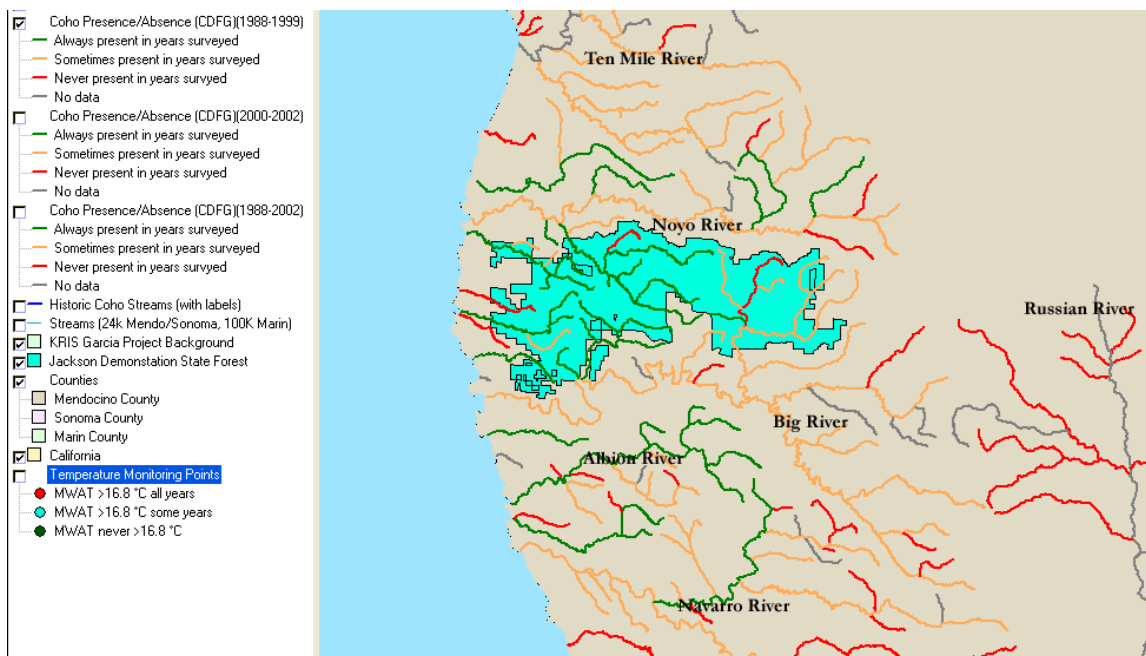 Coho Presence/Absence (CDFG)(1988-1999)
Always present in years surveyed
Sometimes present in years surveyed
Never present in years survyed
No data
Coho Presence/Absence (CDFG)(2000-2002)
Always present in years surveyed
Sometimes present in years surveyed
Never present in years survyed
No data
Coho Presence/Absence (CDFG)(1988-2002)
Always present in years surveyed
Sometimes present in years surveyed
Never present in years survyed
No data
Historic Coho Streams (with labels)
Streams (24k Mendo/Sonoma, 100K Marin)
KRIS Garcia Project Background
Jackson Demonstation State Forest
Counties
Mendocino County
Sonoma County
Marin County
California
Temperature Monitoring Points
MWAT >16.8 °C all years
MWAT >16.8 °C some years
MWAT never >16.8 °C
Ten Mile River
Noyo River
Russian River
Big River
Albion River
Navarro River